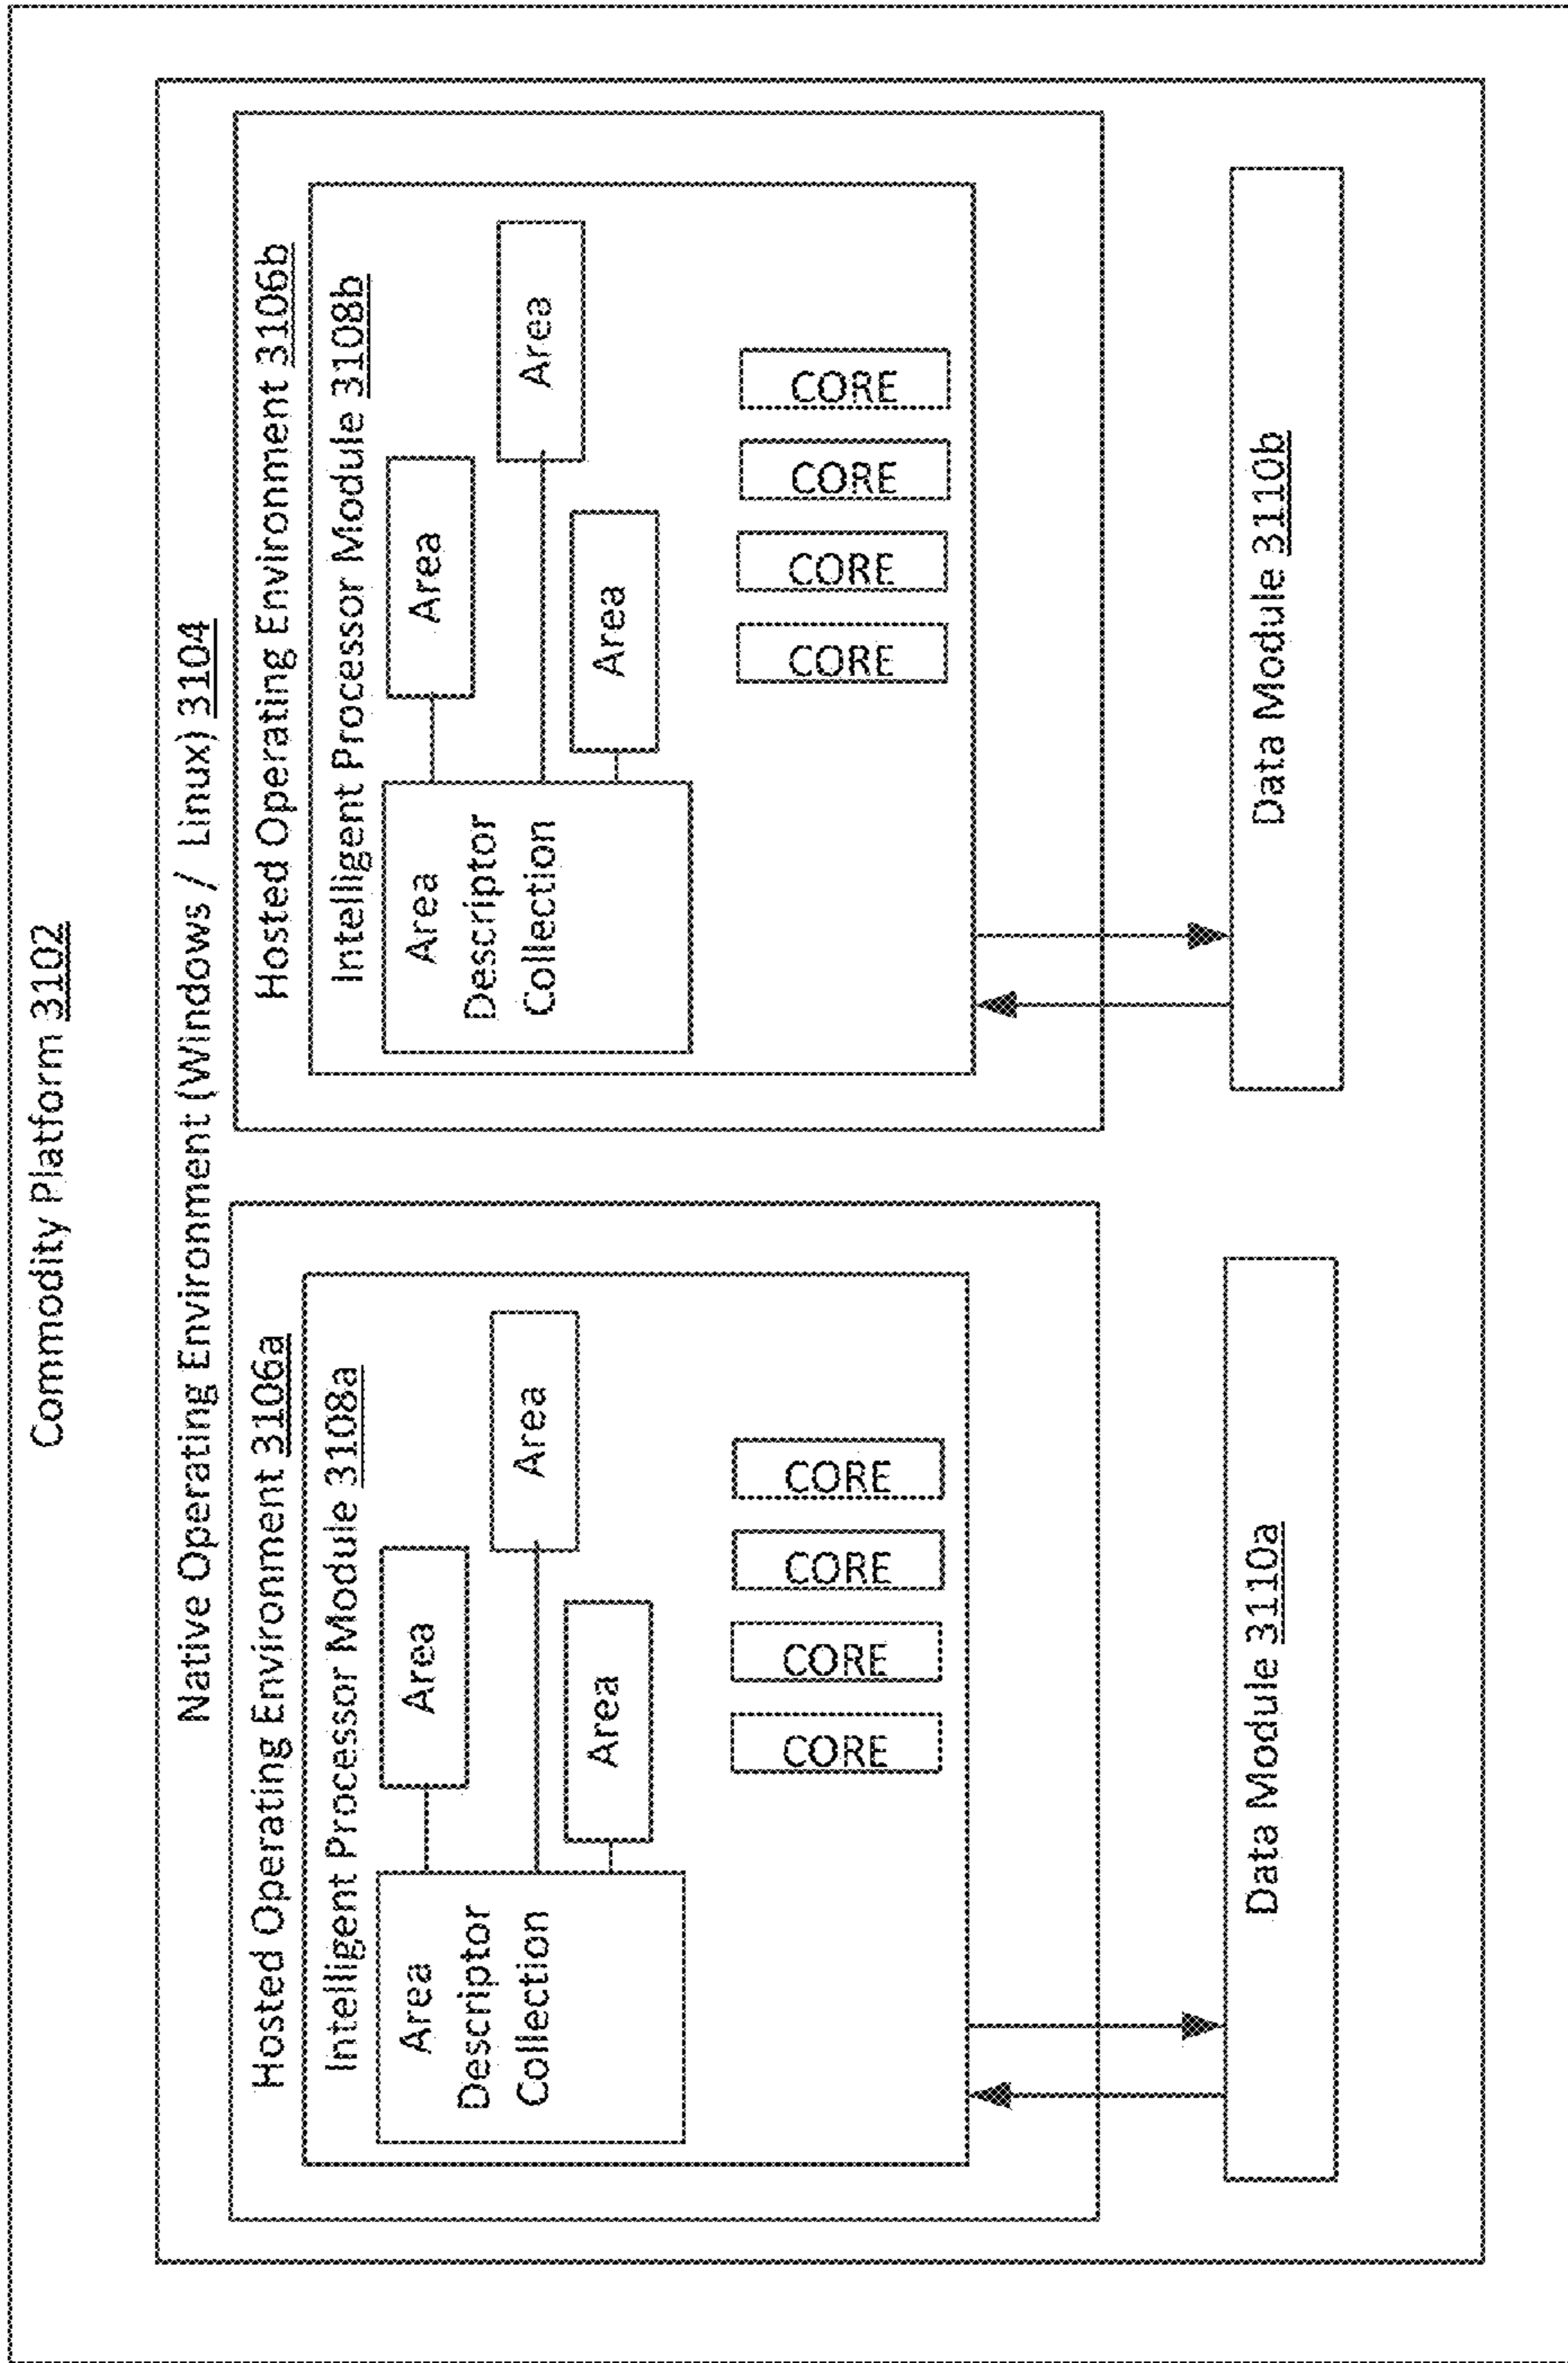 Commodity Platform 3102
Native Operating Environment (Windows / Linux) 3104
Hosted Operating Environment 3106a
Intelligent Processor Module 3108a
Area
Descriptor
Collection
Area
Area
Area
CORE
CORE
CORE
CORE
Data Module 3110a
Hosted Operating Environment 3106b
Intelligent Processor Module 3108b
Area
Descriptor
Collection
Area
Area
Area
CORE
CORE
CORE
CORE
Data Module 3110b